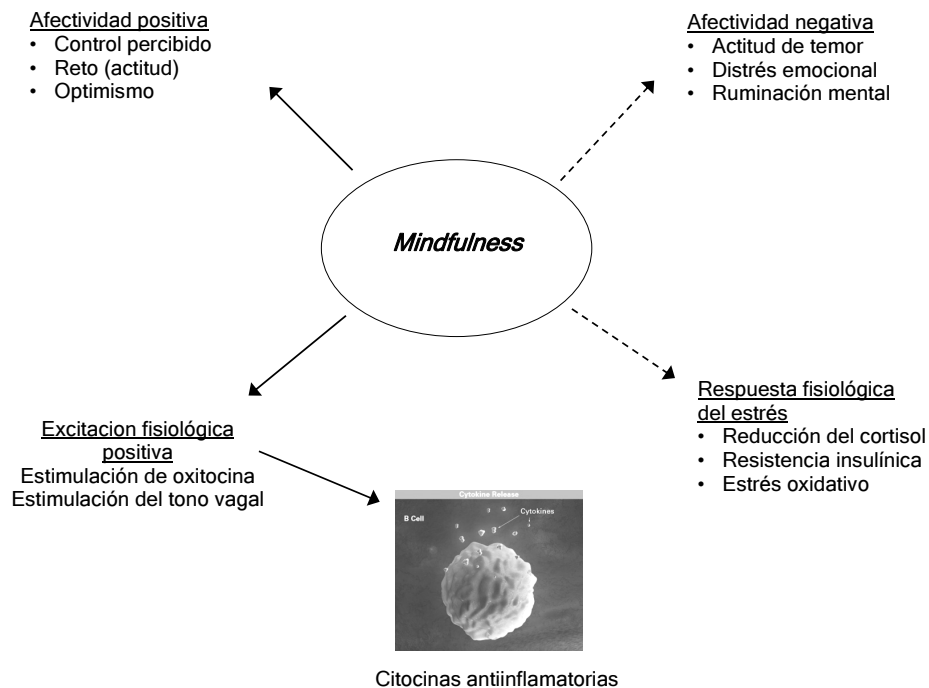 Afectividad positiva
• Control percibido
• Reto (actitud)
• Optimismo
Afectividad negativa
• Actitud de temor
• Distrés emocional
• Ruminación mental
Mindfulness
Excitacion fisiológica
positiva
Estimulación de oxitocina
Estimulación del tono vagal
Respuesta fisiológica
del estrés
• Reducción del cortisol
• Resistencia insulínica
• Estrés oxidativo
Cytokine Release
B Cell
Cytokines
Citocinas antiinflamatorias